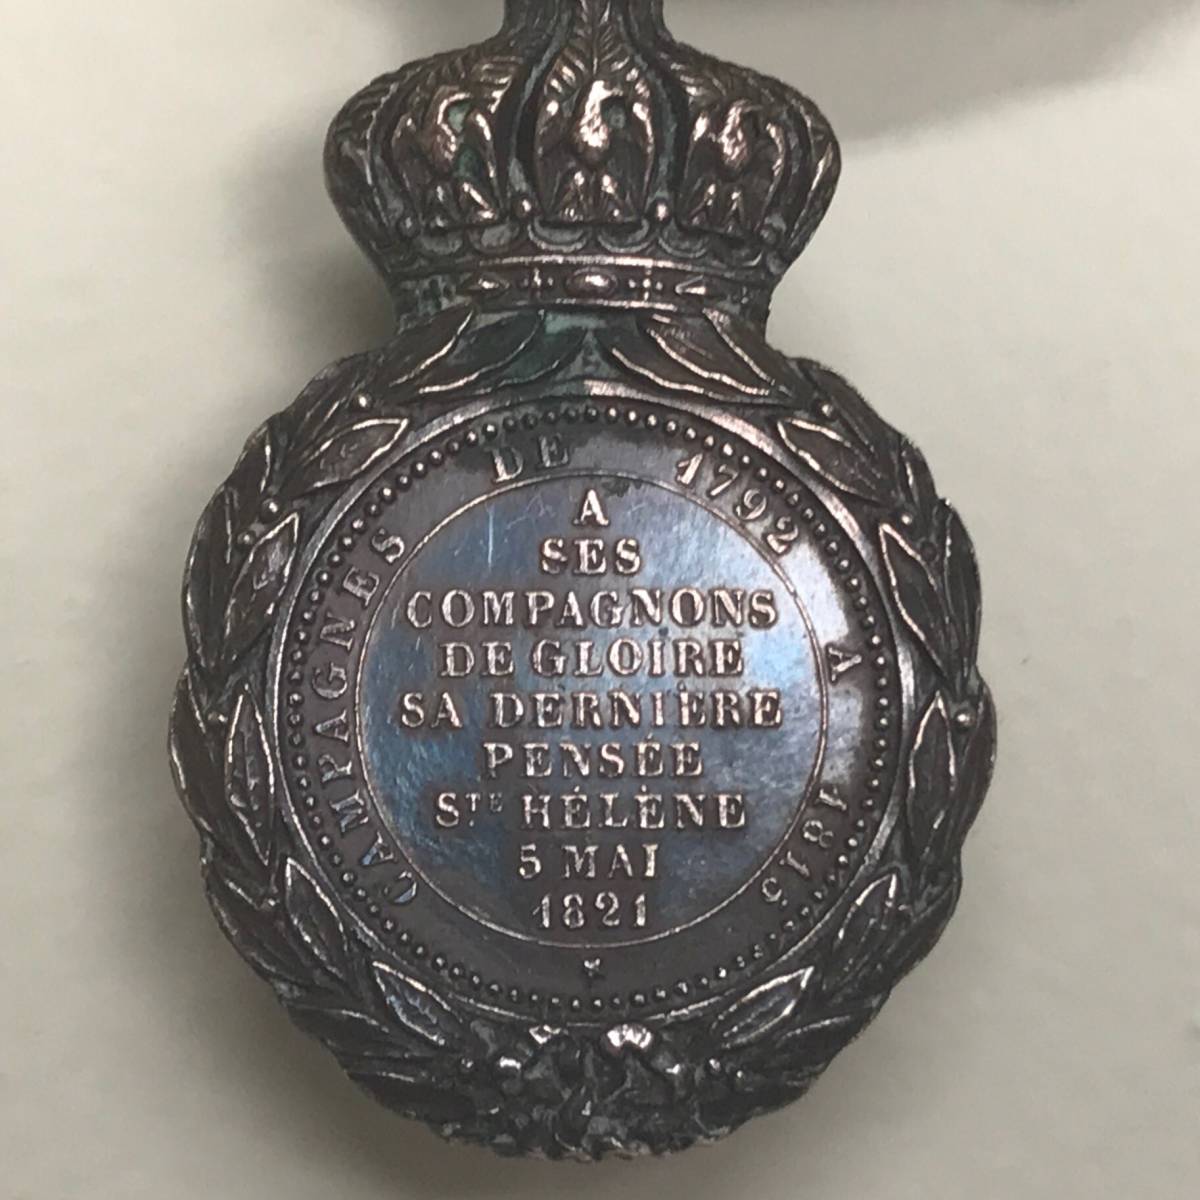 CAMPAGNES DE 1792 A 1815
A
SES
COMPAGNONS
DE GLOIRE
SA DERNIÈRE
PENSÉE
STE HÉLÈNE
5 MAI
1821